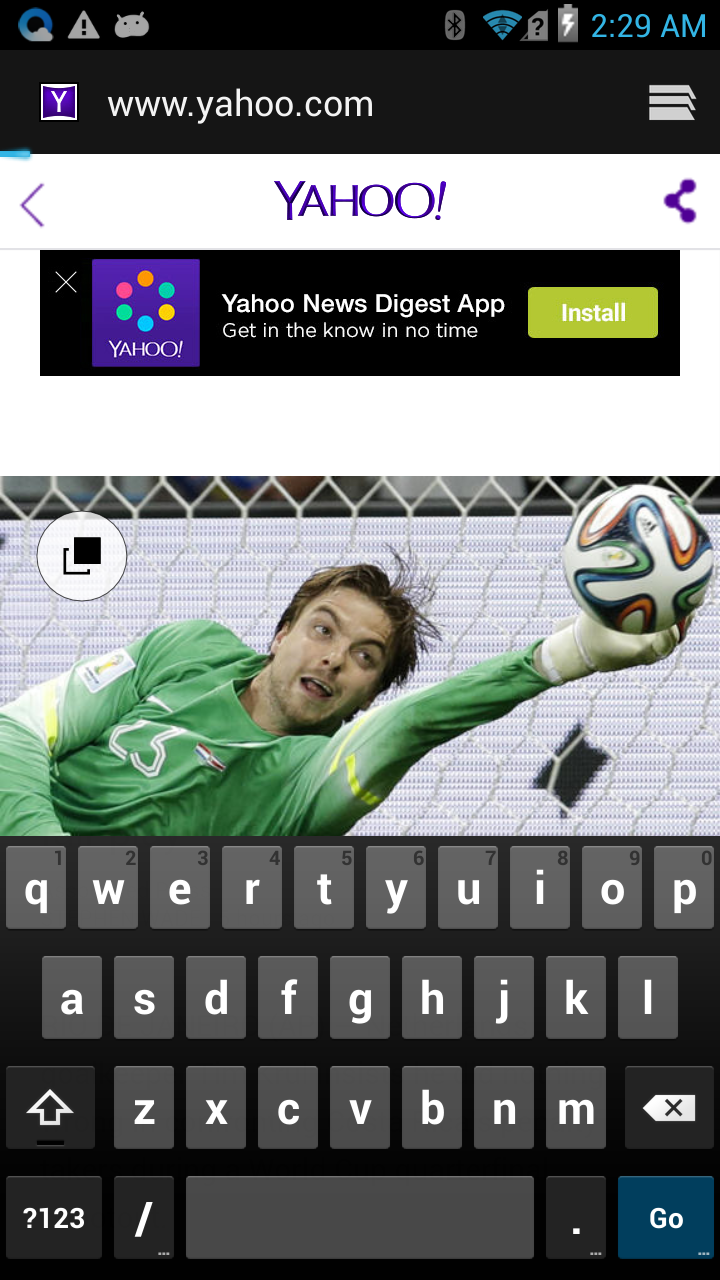 2:29 AM
Y www.yahoo.com
YAHOO!
Yahoo News Digest App
Get in the know in no time
Install
YAHOO!
23
1 2 3 4 5 6 7 8 9 0
q w e r t y u i o p
a s d f g h j k l
z x c v b n m
?123 / . Go